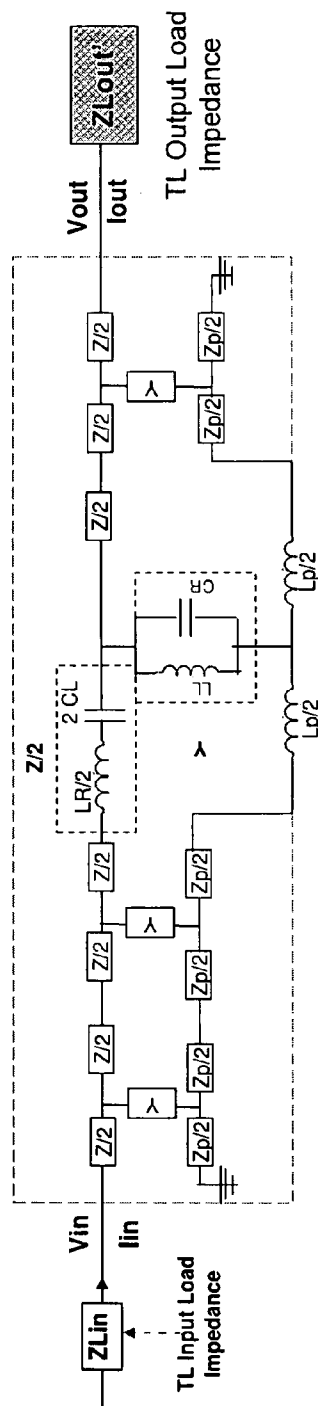 ZLin
TL Input Load
Impedance
Vin
Iin
Z/2
Z/2
Z/2
Z/2
Y
Y
Zp/2
Zp/2
Zp/2
Zp/2
Z/2
LR/2
2 CL
LL
CR
Y
Lp/2
Lp/2
Z/2
Z/2
Z/2
Y
Zp/2
Zp/2
Vout
Iout
ZLout'
TL Output Load
Impedance